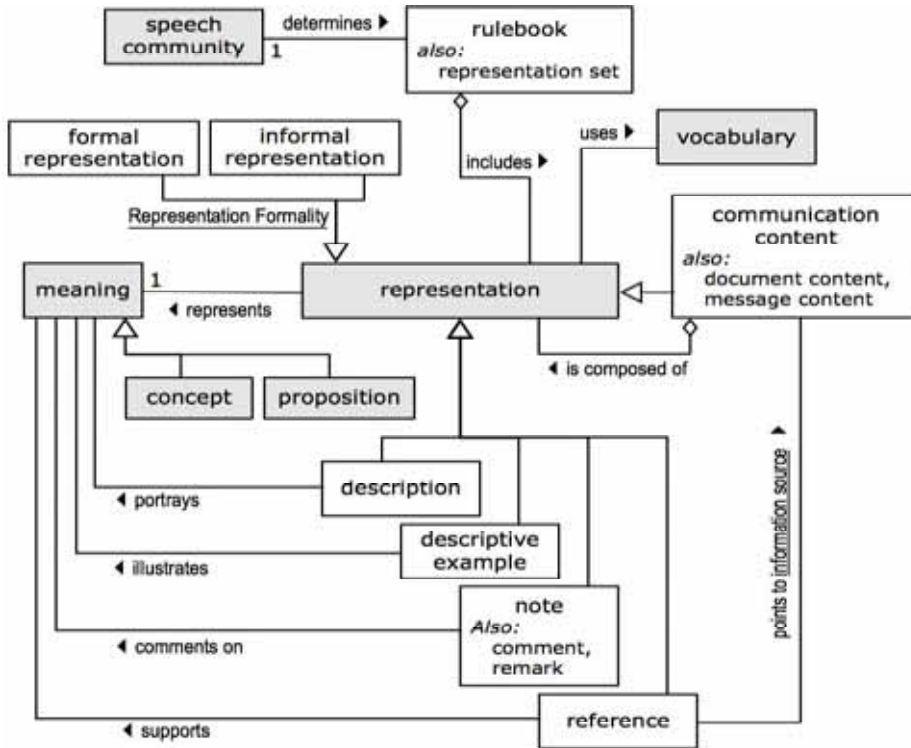 speech
community
1
determines ▶
rulebook
also:
representation set
formal
representation
informal
representation
includes ▶
uses ▶
vocabulary
Representation Formality
communication
content
also:
document content,
message content
meaning
1
◀ represents
representation
◀ is composed of
concept
proposition
points to information source ▶
◀ portrays
description
◀ illustrates
descriptive
example
◀ comments on
note
Also:
comment,
remark
◀ supports
reference